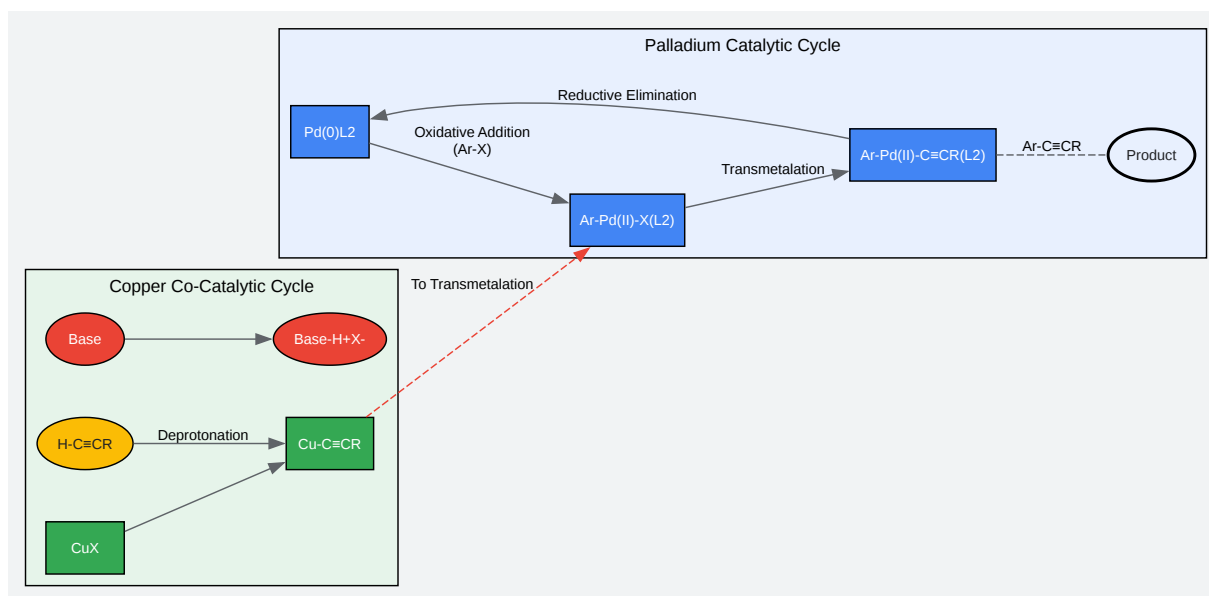 Palladium Catalytic Cycle
Reductive Elimination
Pd(0)L2
Oxidative Addition
(Ar-X)
Ar-Pd(II)-X(L2)
Transmetalation
Ar-Pd(II)-C≡CR(L2)
Ar-C≡CR
Product
To Transmetalation
Copper Co-Catalytic Cycle
Base
Base-H+X-
H-C≡CR
Deprotonation
Cu-C≡CR
CuX